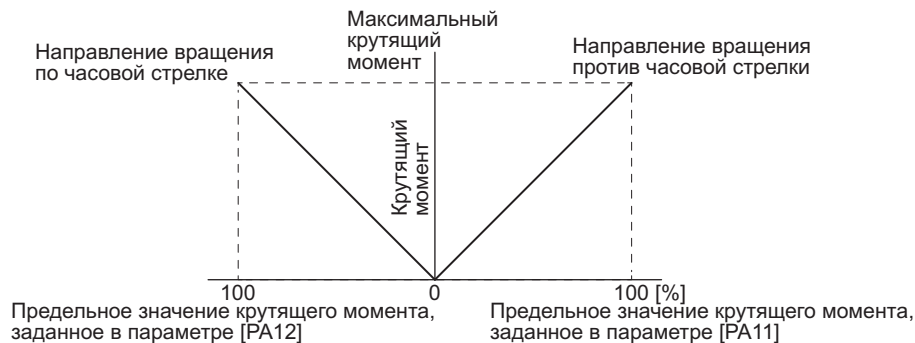 Максимальный
крутящий
момент
Направление вращения
по часовой стрелке
Направление вращения
против часовой стрелки
Крутящий
момент
100
0
100 [%]
Предельное значение крутящего момента,
заданное в параметре [PA12]
Предельное значение крутящего момента,
заданное в параметре [PA11]